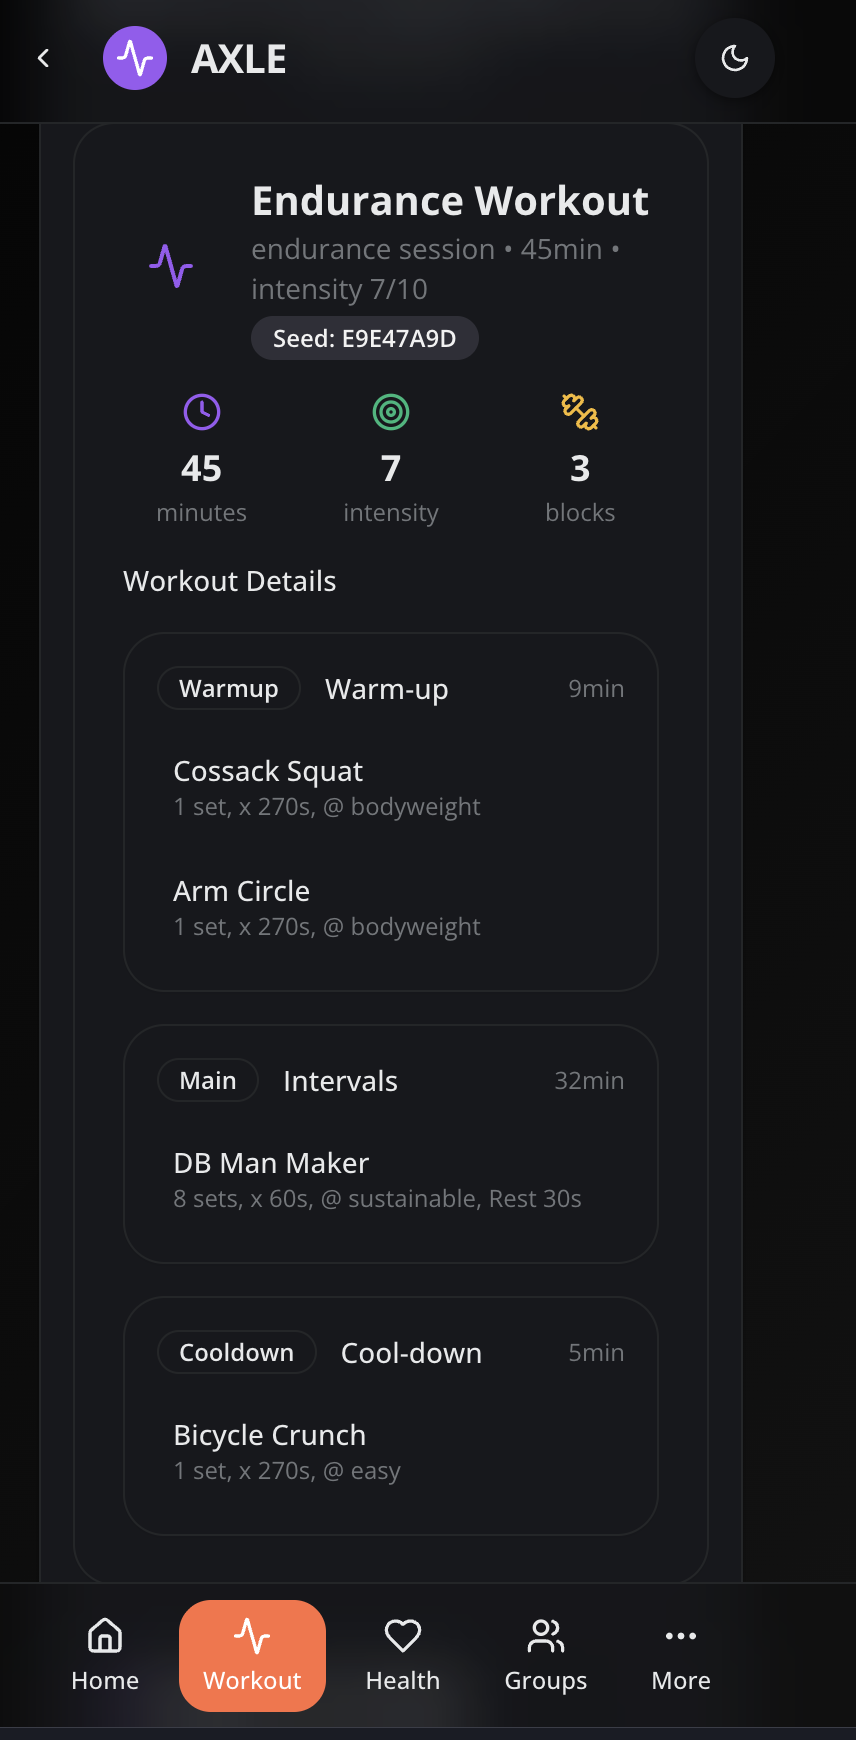 AXLE
Endurance Workout
endurance session • 45min •
intensity 7/10
Seed: E9E47A9D
45 7 3
minutes intensity blocks
Workout Details
Warmup Warm-up 9min
Cossack Squat
1 set, x 270s, @ bodyweight
Arm Circle
1 set, x 270s, @ bodyweight
Main Intervals 32min
DB Man Maker
8 sets, x 60s, @ sustainable, Rest 30s
Cooldown Cool-down 5min
Bicycle Crunch
1 set, x 270s, @ easy
Home Workout Health Groups More